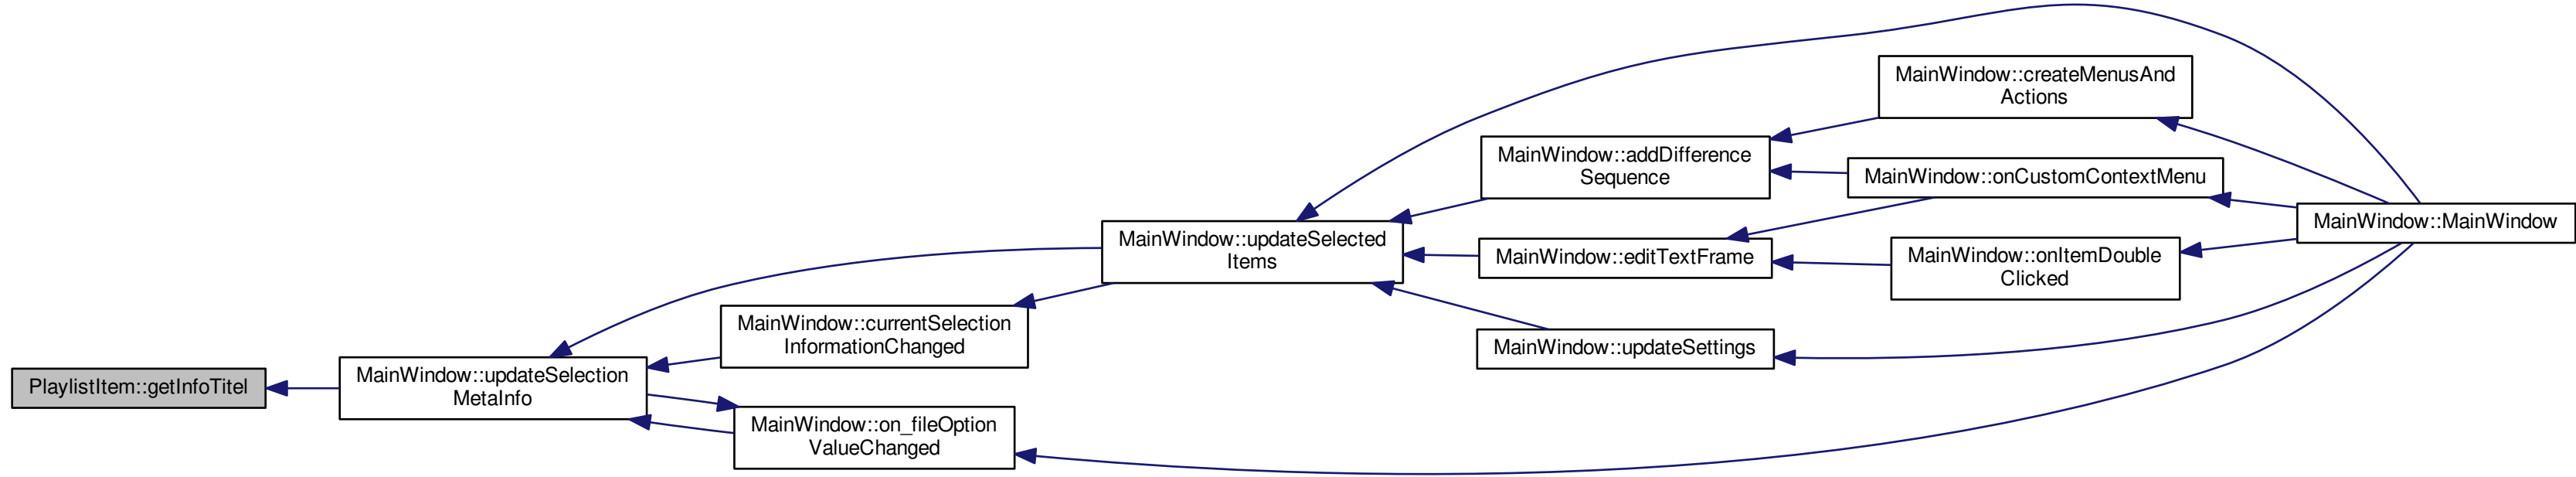 PlaylistItem::getInfoTitel
MainWindow::updateSelection
MetaInfo
MainWindow::currentSelection
InformationChanged
MainWindow::on_fileOption
ValueChanged
MainWindow::updateSelected
Items
MainWindow::addDifference
Sequence
MainWindow::editTextFrame
MainWindow::updateSettings
MainWindow::createMenusAnd
Actions
MainWindow::onCustomContextMenu
MainWindow::onItemDouble
Clicked
MainWindow::MainWindow